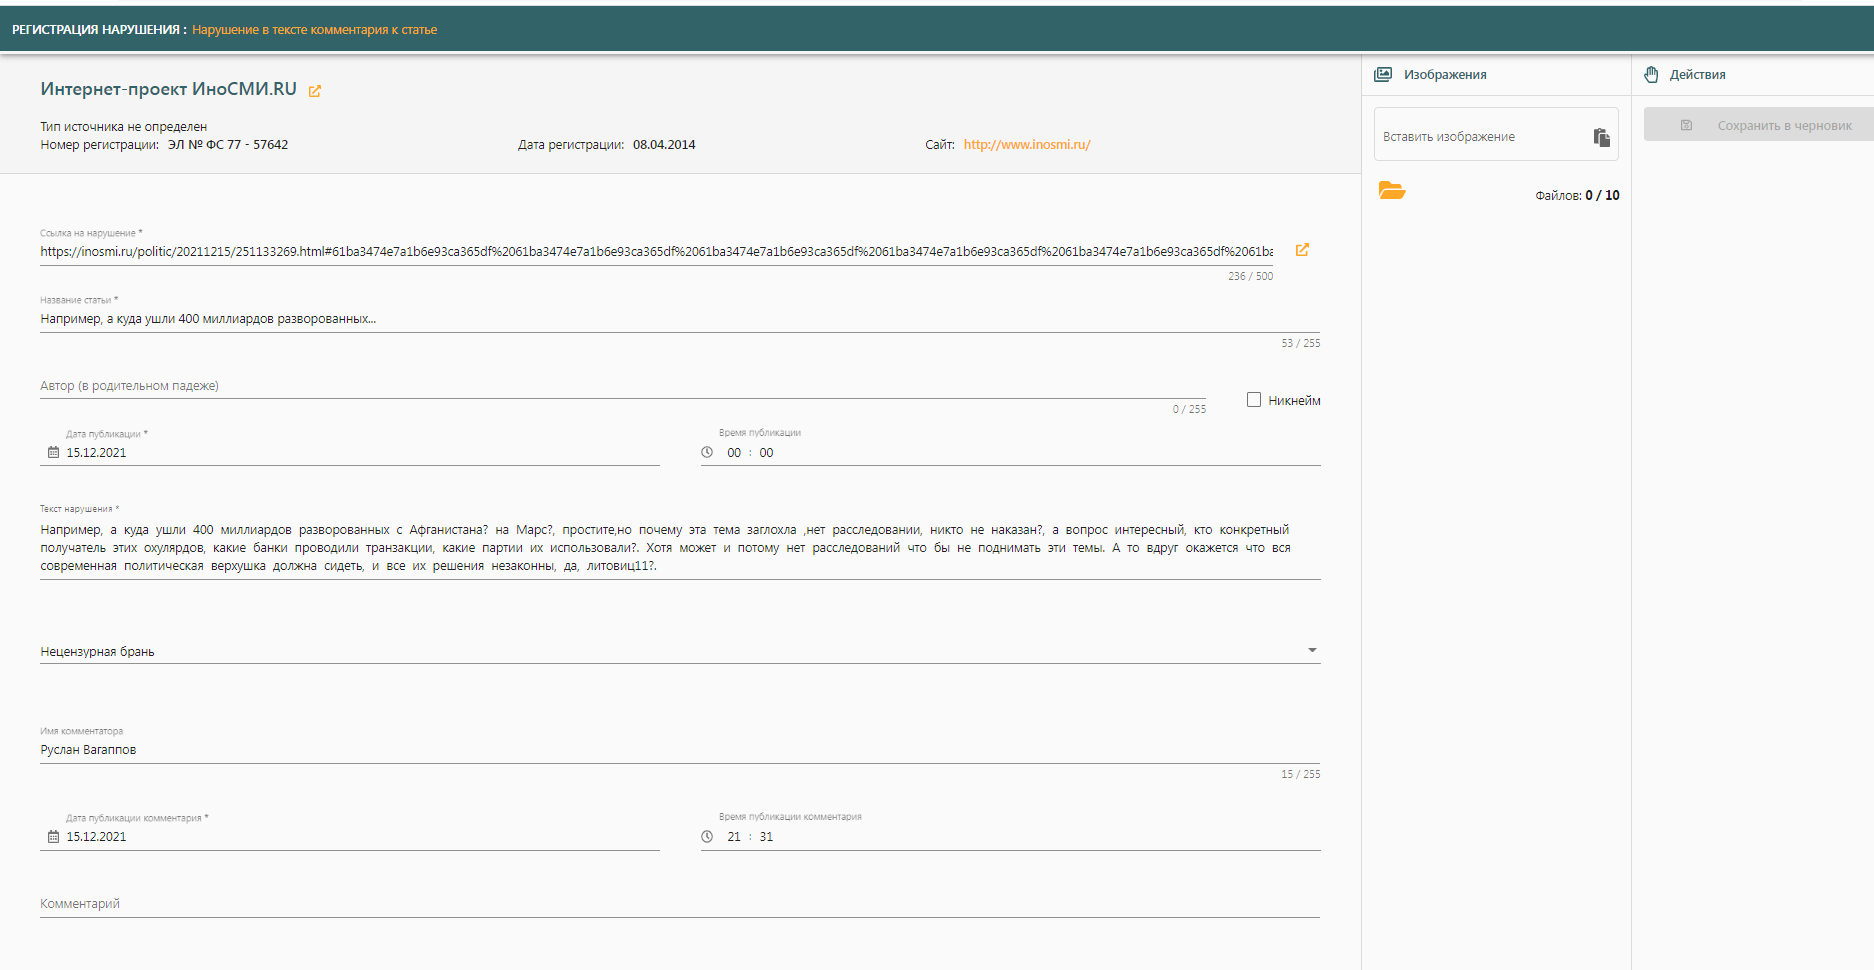 РЕГИСТРАЦИЯ НАРУШЕНИЯ : Нарушение в тексте комментария к статье
Интернет-проект ИноСМИ.RU
Тип источника не определен
Номер регистрации: ЭЛ № ФС 77 - 57642
Дата регистрации: 08.04.2014
Сайт: http://www.inosmi.ru/
Ссылка на нарушение *
https://inosmi.ru/politic/20211215/251133269.html#61ba3474e7a1b6e93ca365df%2061ba3474e7a1b6e93ca365df%2061ba3474e7a1b6e93ca365df%2061ba3474e7a1b6e93ca365df%2061ba3474e7a1b6e93ca365df%2061ba
236 / 500
Название статьи *
Например, а куда ушли 400 миллиардов разворованных...
53 / 255
Автор (в родительном падеже)
0 / 255
Никнейм
Дата публикации *
15.12.2021
Время публикации
00 : 00
Текст нарушения *
Например, а куда ушли 400 миллиардов разворованных с Афганистана? на Марс?, простите,но почему эта тема заглохла ,нет расследовании, никто не наказан?, а вопрос интересный, кто конкретный
получатель этих охулярдов, какие банки проводили транзакции, какие партии их использовали?. Хотя может и потому нет расследований что бы не поднимать эти темы. А то вдруг окажется что вся
современная политическая верхушка должна сидеть, и все их решения незаконны, да, литовиц11?.
Нецензурная брань
Имя комментатора
Руслан Вагаппов
15 / 255
Дата публикации комментария *
15.12.2021
Время публикации комментария
21 : 31
Комментарий
Изображения
Вставить изображение
Файлов: 0 / 10
Действия
Сохранить в черновик